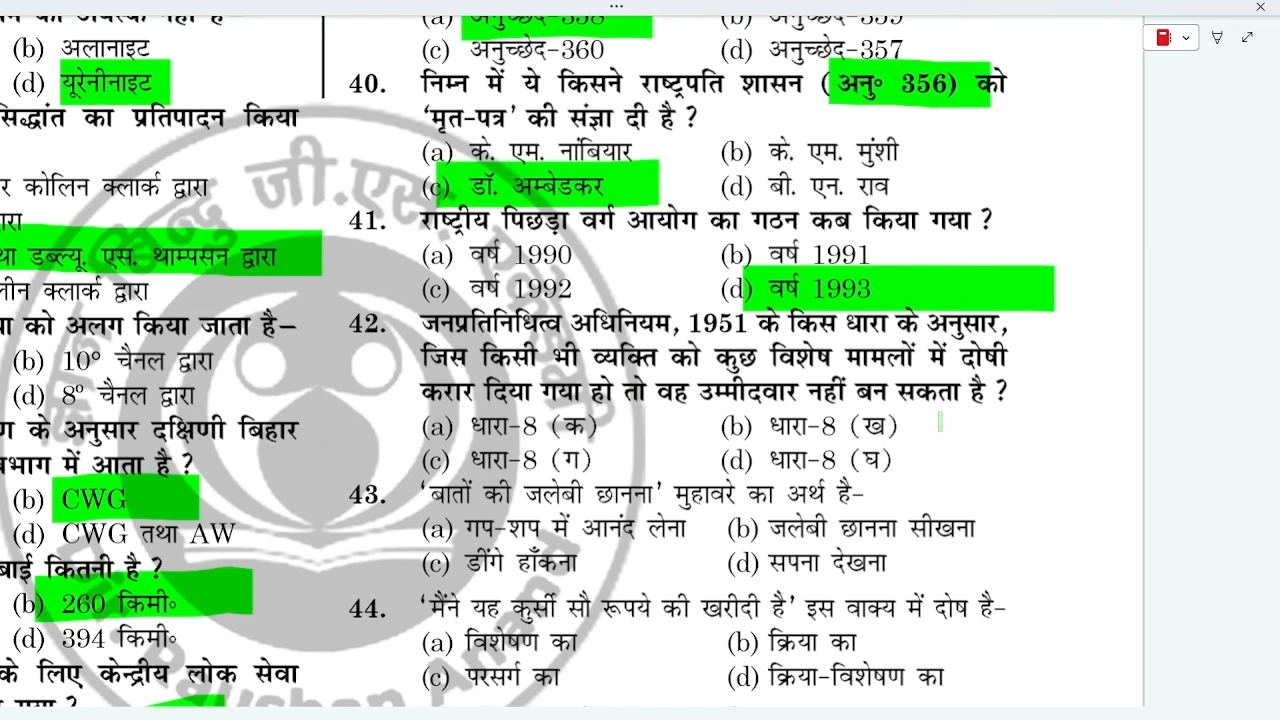 (b) अलानाइट
(d) यूरेनीनाइट
सिद्धांत का प्रतिपादन किया
र कोलिन क्लार्क द्वारा
था डब्ल्यू. एस. थाम्पसन द्वारा
लीन क्लार्क द्वारा
को अलग किया जाता है–
(b) 10° चैनल द्वारा
(d) 8° चैनल द्वारा
के अनुसार दक्षिणी बिहार
में आता है ?
(b) CWG
(d) CWG तथा AW
कितनी है ?
(b) 260 किमी॰
(d) 394 किमी॰
के लिए केन्द्रीय लोक सेवा
(a) अनुच्छेद-358 (b) अनुच्छेद-359
(c) अनुच्छेद-360 (d) अनुच्छेद-357
40. निम्न में ये किसने राष्ट्रपति शासन (अनु॰ 356) को
‘मृत-पत्र’ की संज्ञा दी है ?
(a) के. एम. नांबियार (b) के. एम. मुंशी
(c) डॉ. अम्बेडकर (d) बी. एन. राव
41. राष्ट्रीय पिछड़ा वर्ग आयोग का गठन कब किया गया ?
(a) वर्ष 1990 (b) वर्ष 1991
(c) वर्ष 1992 (d) वर्ष 1993
42. जनप्रतिनिधित्व अधिनियम, 1951 के किस धारा के अनुसार,
जिस किसी भी व्यक्ति को कुछ विशेष मामलों में दोषी
करार दिया गया हो तो वह उम्मीदवार नहीं बन सकता है ?
(a) धारा-8 (क) (b) धारा-8 (ख)
(c) धारा-8 (ग) (d) धारा-8 (घ)
43. ‘बातों की जलेबी छानना’ मुहावरे का अर्थ है-
(a) गप-शप में आनंद लेना (b) जलेबी छानना सीखना
(c) डींगे हाँकना (d) सपना देखना
44. ‘मैंने यह कुर्सी सौ रूपये की खरीदी है’ इस वाक्य में दोष है-
(a) विशेषण का (b) क्रिया का
(c) परसर्ग का (d) क्रिया-विशेषण का